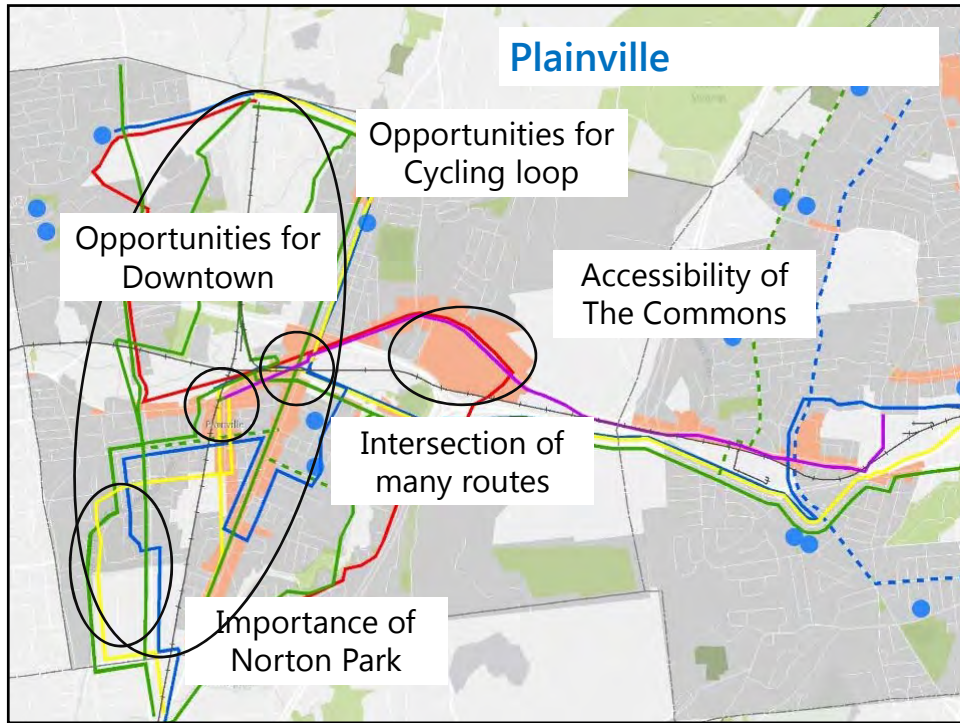 Plainville
Opportunities for
Cycling loop
Opportunities for
Downtown
Accessibility of
The Commons
Plainville
Intersection of
many routes
Importance of
Norton Park